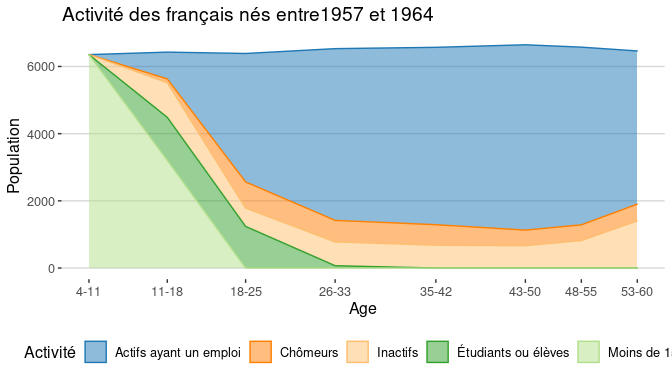 Activité des français nés entre1957 et 1964
Population
6000
4000
2000
0
4-11 11-18 18-25 26-33 35-42 43-50 48-55 53-60
Age
Activité Actifs ayant un emploi Chômeurs Inactifs Étudiants ou élèves Moins de 1